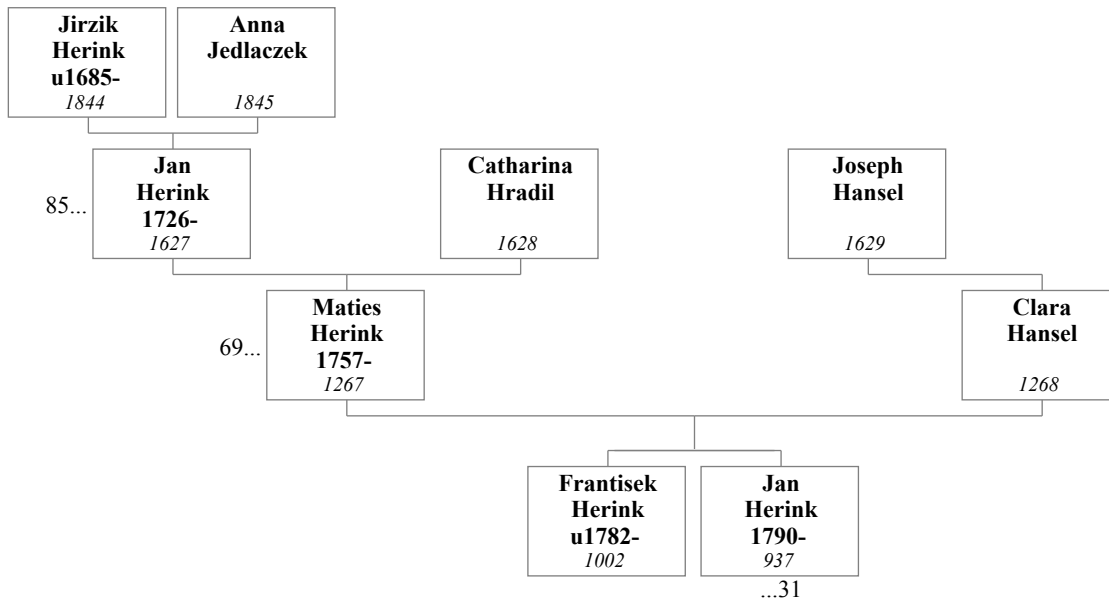 Jirzik
Herink
u1685-
1844
Anna
Jedlaczek
1845
85...
Jan
Herink
1726-
1627
Catharina
Hradil
1628
Joseph
Hansel
1629
69...
Maties
Herink
1757-
1267
Clara
Hansel
1268
Frantisek
Herink
u1782-
1002
Jan
Herink
1790-
937
...31